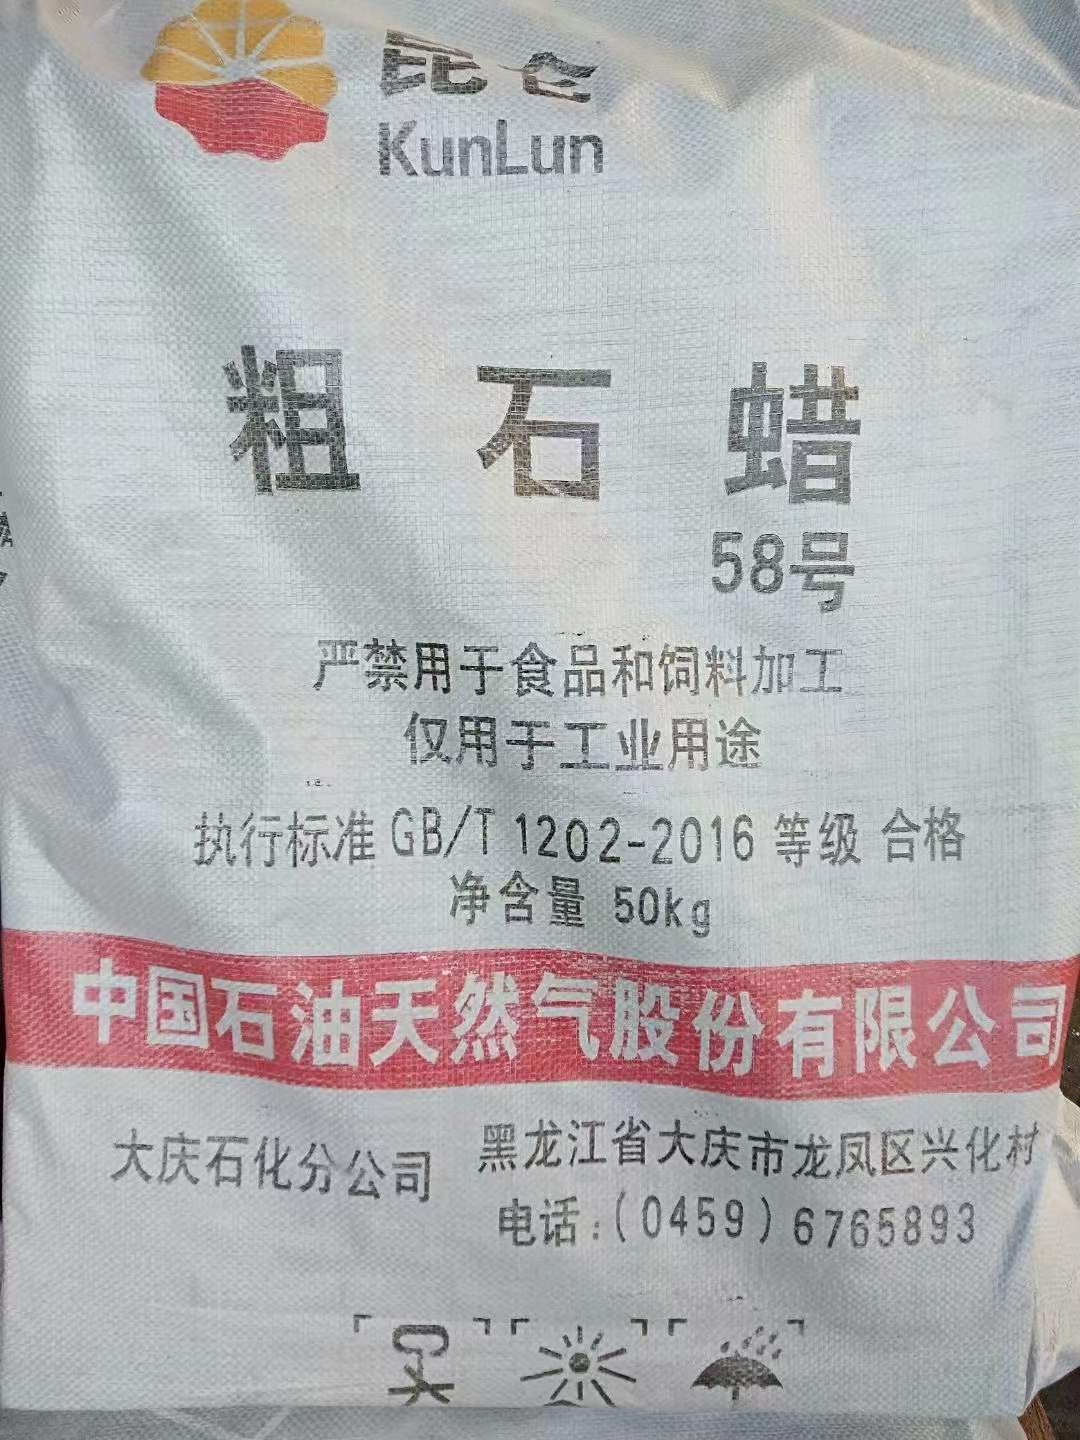 昆仑
KunLun
粗石蜡
58号
严禁用于食品和饲料加工
仅用于工业用途
执行标准 GB/T 1202-2016 等级 合格
净含量 50kg
中国石油天然气股份有限公司
大庆石化分公司 黑龙江省大庆市龙凤区兴化村
电话:(0459)6765893